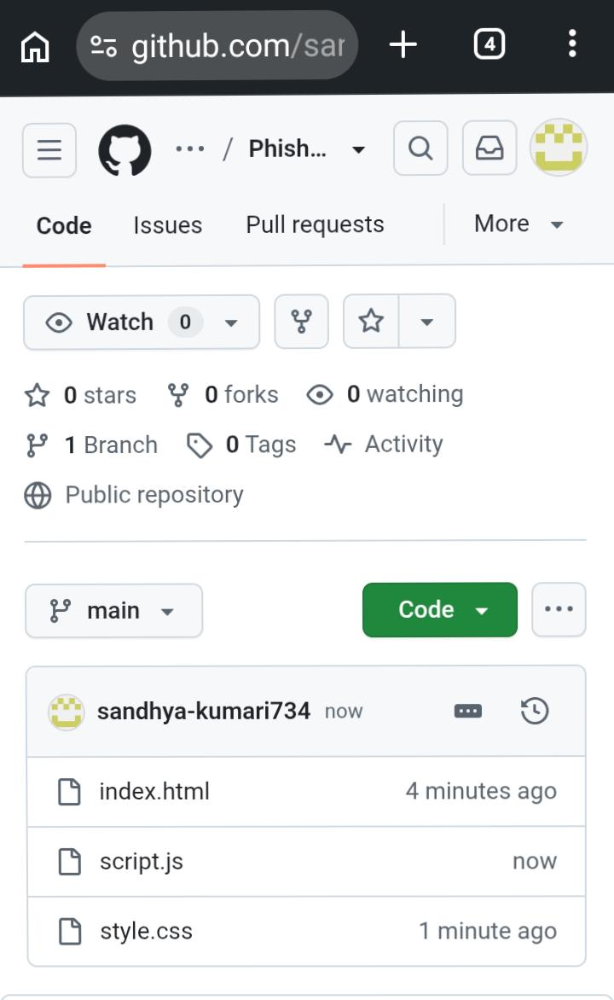 github.com/sar
4
... / Phish...
Code Issues Pull requests More
Watch 0
0 stars 0 forks 0 watching
1 Branch 0 Tags Activity
Public repository
main Code ...
sandhya-kumari734 now ...
index.html 4 minutes ago
script.js now
style.css 1 minute ago